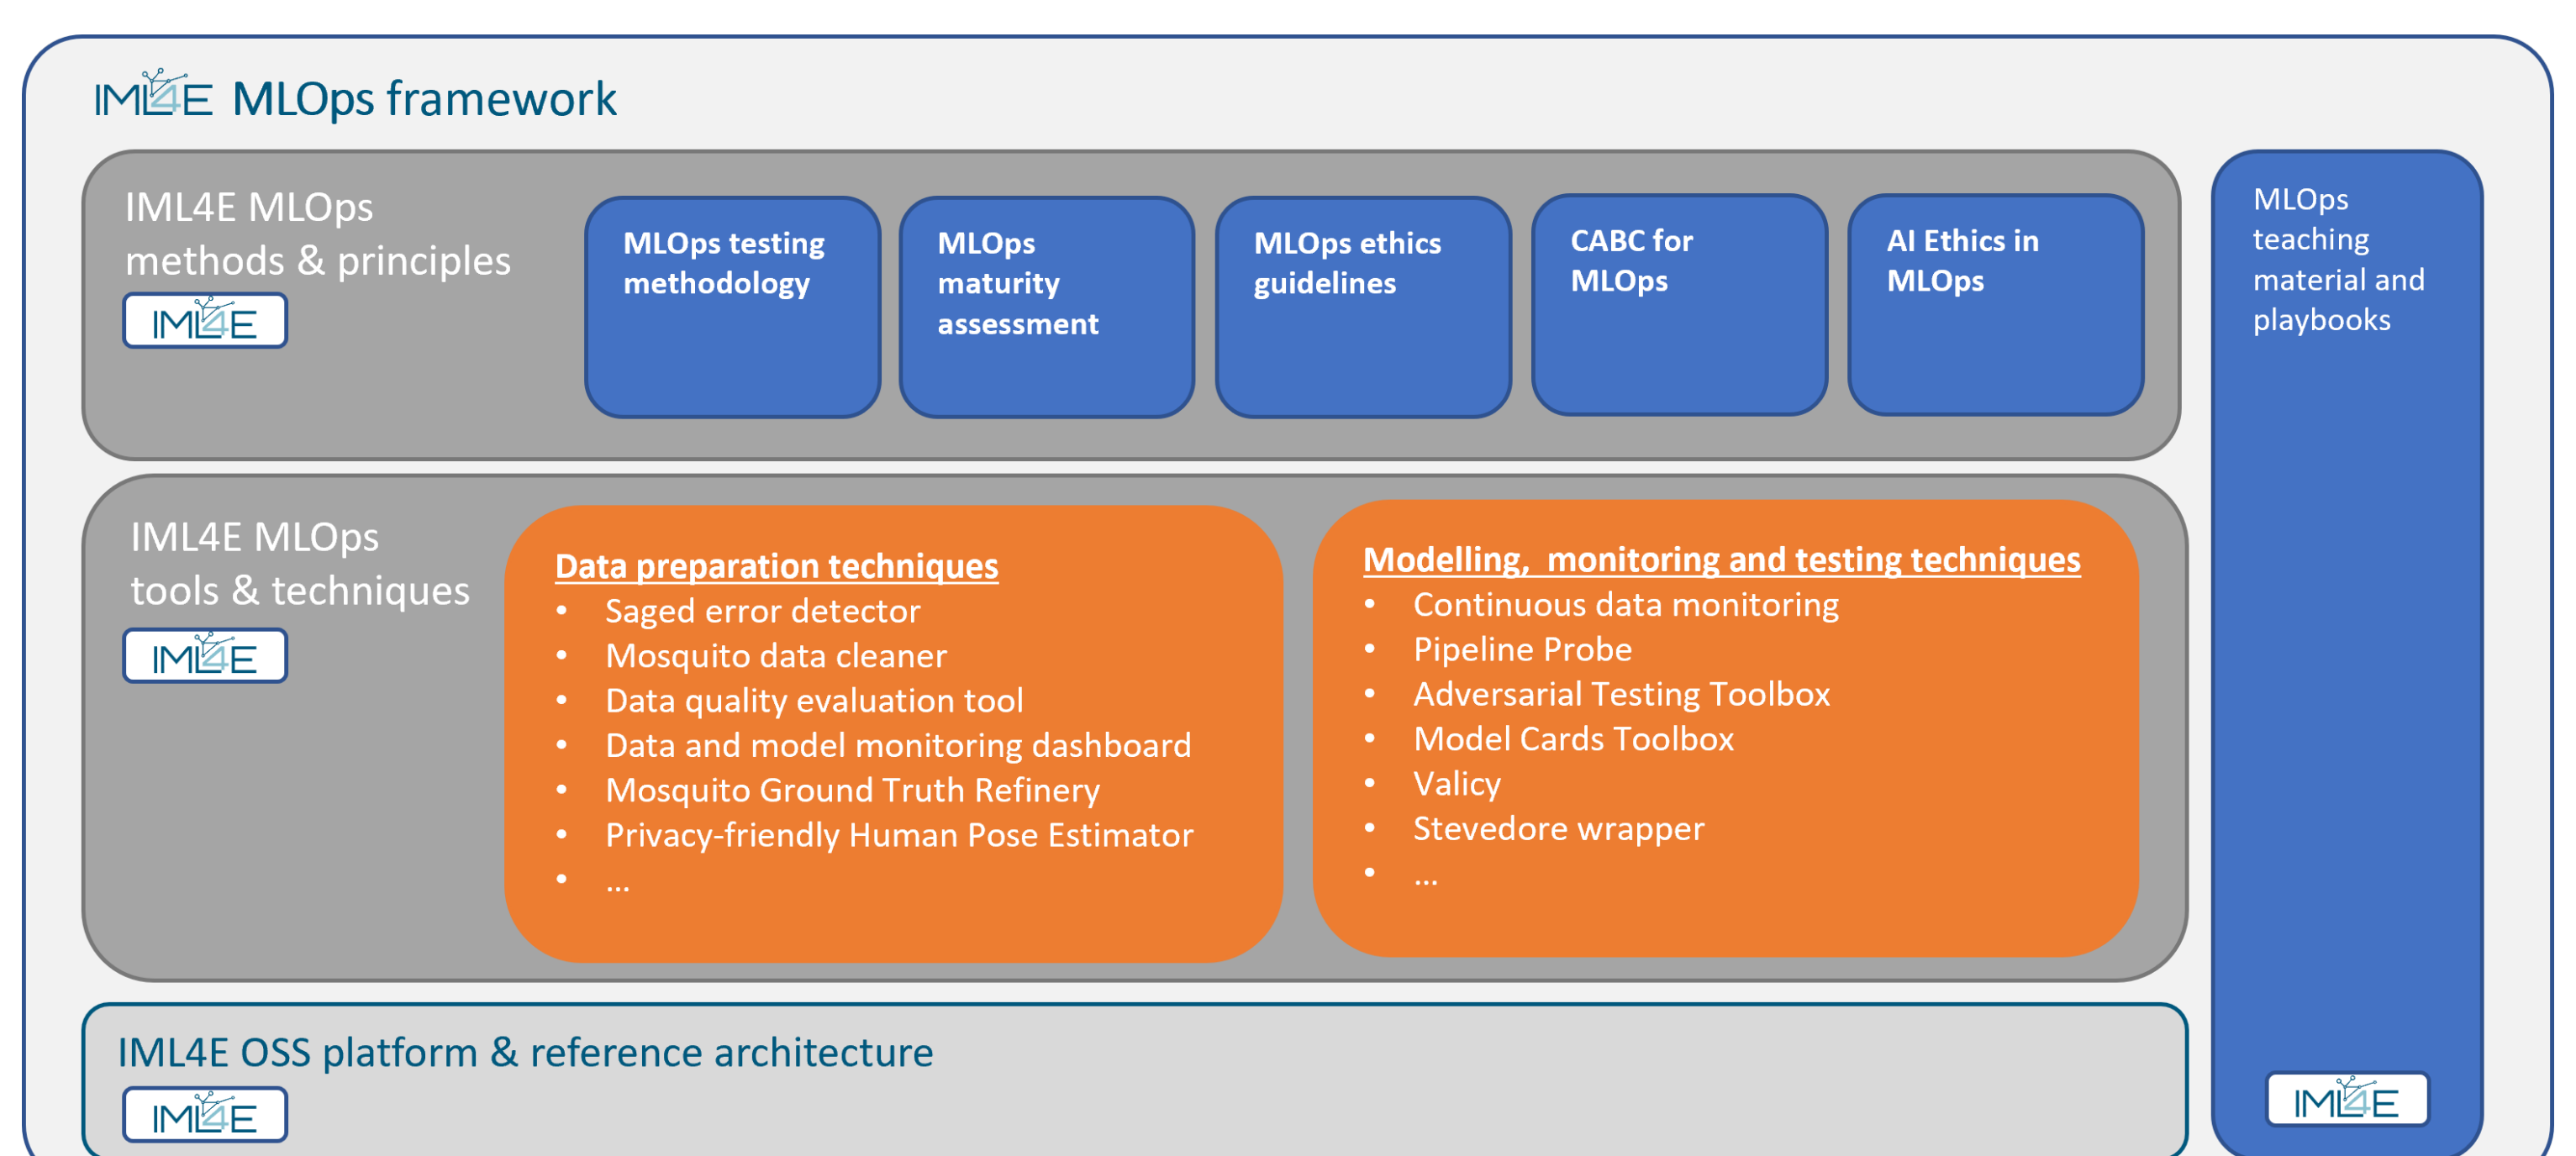 IML4E MLOps framework
IML4E MLOps
methods & principles
IML4E
MLOps testing
methodology
MLOps
maturity
assessment
MLOps ethics
guidelines
CABC for
MLOps
AI Ethics in
MLOps
MLOps
teaching
material and
playbooks
IML4E MLOps
tools & techniques
IML4E
Data preparation techniques
• Saged error detector
• Mosquito data cleaner
• Data quality evaluation tool
• Data and model monitoring dashboard
• Mosquito Ground Truth Refinery
• Privacy-friendly Human Pose Estimator
• ...
Modelling,  monitoring and testing techniques
• Continuous data monitoring
• Pipeline Probe
• Adversarial Testing Toolbox
• Model Cards Toolbox
• Valicy
• Stevedore wrapper
• ...
IML4E OSS platform & reference architecture
IML4E
IML4E